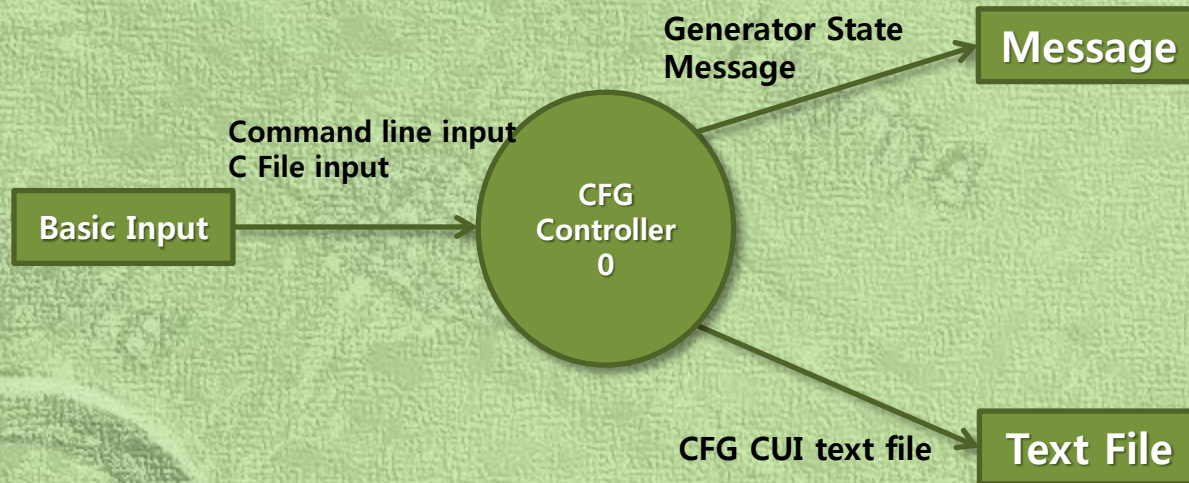 Generator State
Message
Message
Command line input
C File input
Basic Input
CFG
Controller
0
CFG CUI text file
Text File